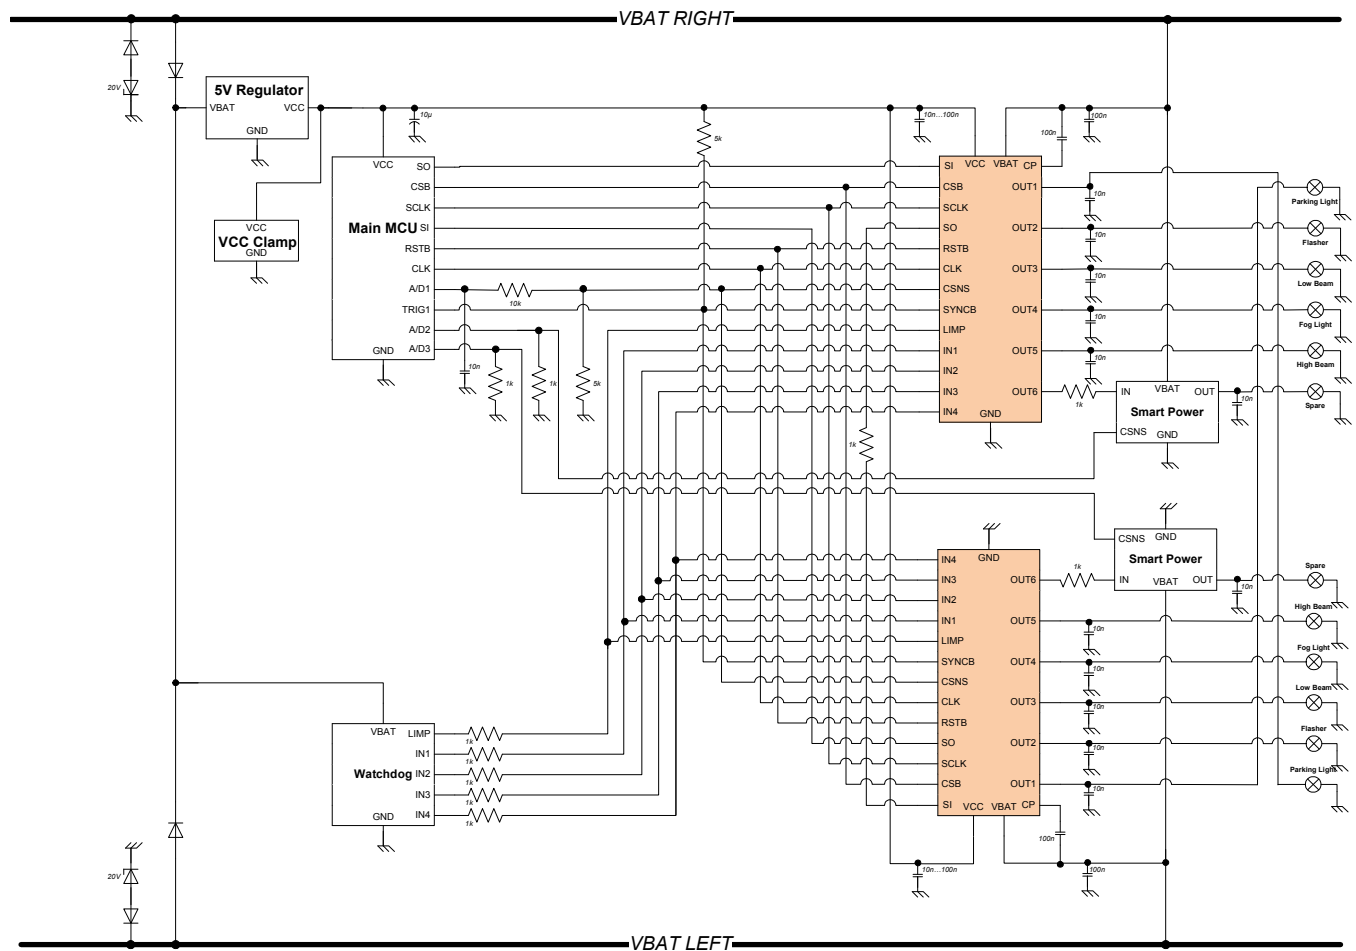 VBAT RIGHT
20V
5V Regulator
VBAT
VCC
GND
10µ
10n...100n
100n
100n
5k
VCC
VCC Clamp
GND
VCC
Main MCU
SO
CSB
SCLK
SI
RSTB
CLK
A/D1
TRIG1
A/D2
A/D3
GND
10k
10n
1k
1k
5k
SI
VCC
VBAT
CP
CSB
SCLK
SO
RSTB
CLK
CSNS
SYNCB
LIMP
IN1
IN2
IN3
IN4
GND
OUT1
OUT2
OUT3
OUT4
OUT5
OUT6
10n
10n
10n
10n
10n
1k
1k
IN
VBAT
OUT
Smart Power
CSNS
GND
10n
Parking Light
Flasher
Low Beam
Fog Light
High Beam
Spare
CSNS
GND
Smart Power
IN
VBAT
OUT
10n
1k
GND
IN4
IN3
IN2
IN1
LIMP
SYNCB
CSNS
CLK
RSTB
SO
SCLK
CSB
SI
VCC
VBAT
CP
OUT6
OUT5
OUT4
OUT3
OUT2
OUT1
10n
10n
10n
10n
10n
Spare
High Beam
Fog Light
Low Beam
Flasher
Parking Light
VBAT
LIMP
IN1
Watchdog
IN2
IN3
GND
IN4
1k
1k
1k
1k
1k
100n
10n...100n
100n
20V
VBAT LEFT